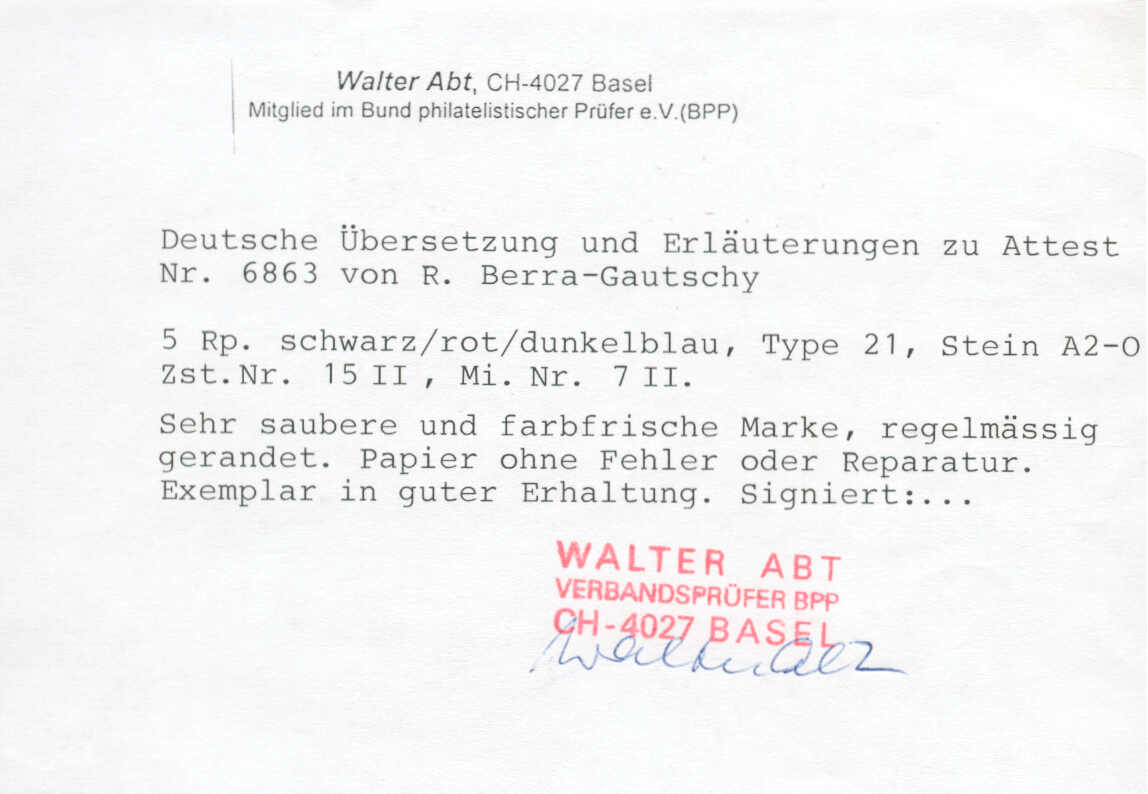 Walter Abt, CH-4027 Basel
Mitglied im Bund philatelistischer Prüfer e.V.(BPP)
Deutsche Übersetzung und Erläuterungen zu Attest
Nr. 6863 von R. Berra-Gautschy
5 Rp. schwarz/rot/dunkelblau, Type 21, Stein A2-O
Zst.Nr. 15 II, Mi. Nr. 7 II.
Sehr saubere und farbfrische Marke, regelmässig
gerandet. Papier ohne Fehler oder Reparatur.
Exemplar in guter Erhaltung. Signiert:...
WALTER ABT
VERBANDSPRÜFER BPP
CH-4027 BASEL
Walter Abt